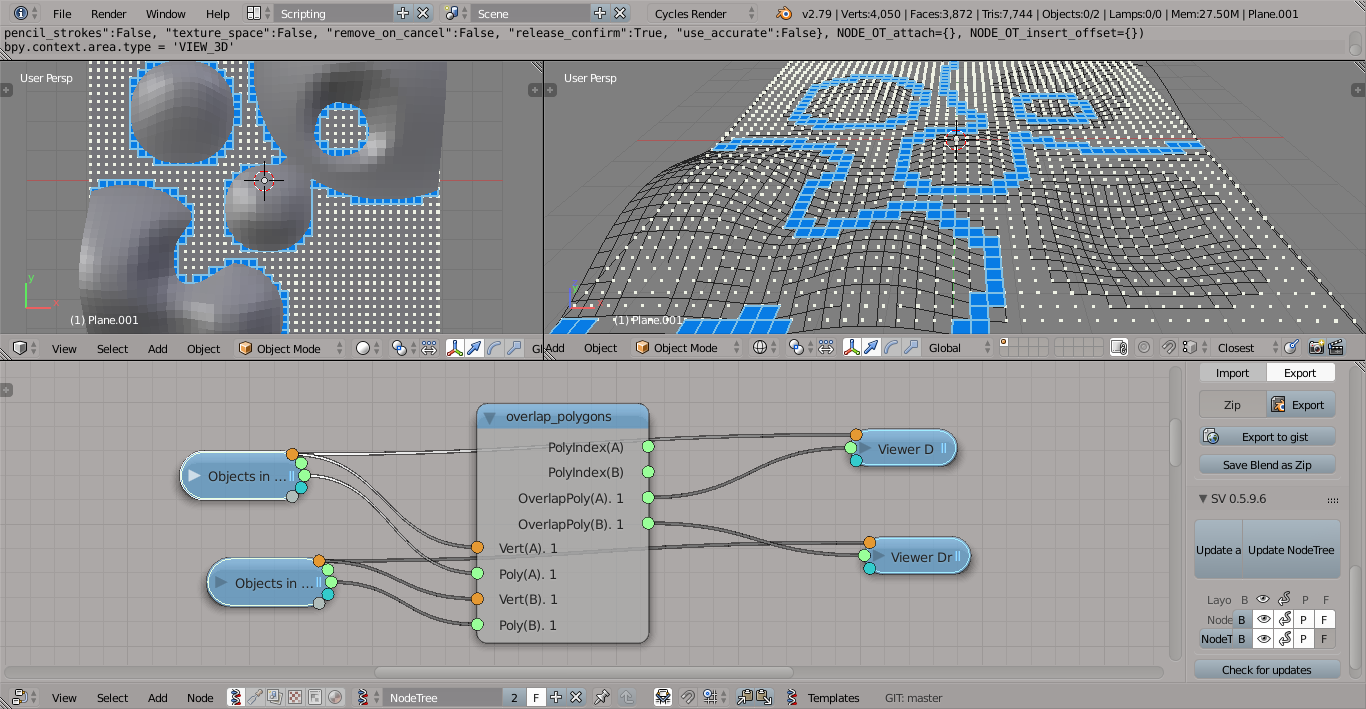 File Render Window Help Scripting Scene Cycles Render v2.79 | Verts:4,050 | Faces:3,872 | Tris:7,744 | Objects:0/2 | Lamps:0/0 | Mem:27.50M | Plane.001
pencil_strokes":False, "texture_space":False, "remove_on_cancel":False, "release_confirm":True, "use_accurate":False}, NODE_OT_attach={}, NODE_OT_insert_offset={})
bpy.context.area.type = 'VIEW_3D'
User Persp
y
x
(1) Plane.001
User Persp
(1) Plane.001
View Select Add Object Object Mode Gl
Add Object Object Mode Global Closest
overlap_polygons
PolyIndex(A)
PolyIndex(B)
OverlapPoly(A). 1
OverlapPoly(B). 1
Vert(A). 1
Poly(A). 1
Vert(B). 1
Poly(B). 1
Objects in ...
Objects in ...
Viewer D
Viewer Dr
Import Export
Zip Export
Export to gist
Save Blend as Zip
SV 0.5.9.6
Update a Update NodeTree
Layo B P F
Node B P F
NodeT B P F
Check for updates
View Select Add Node NodeTree 2 F Templates GIT: master